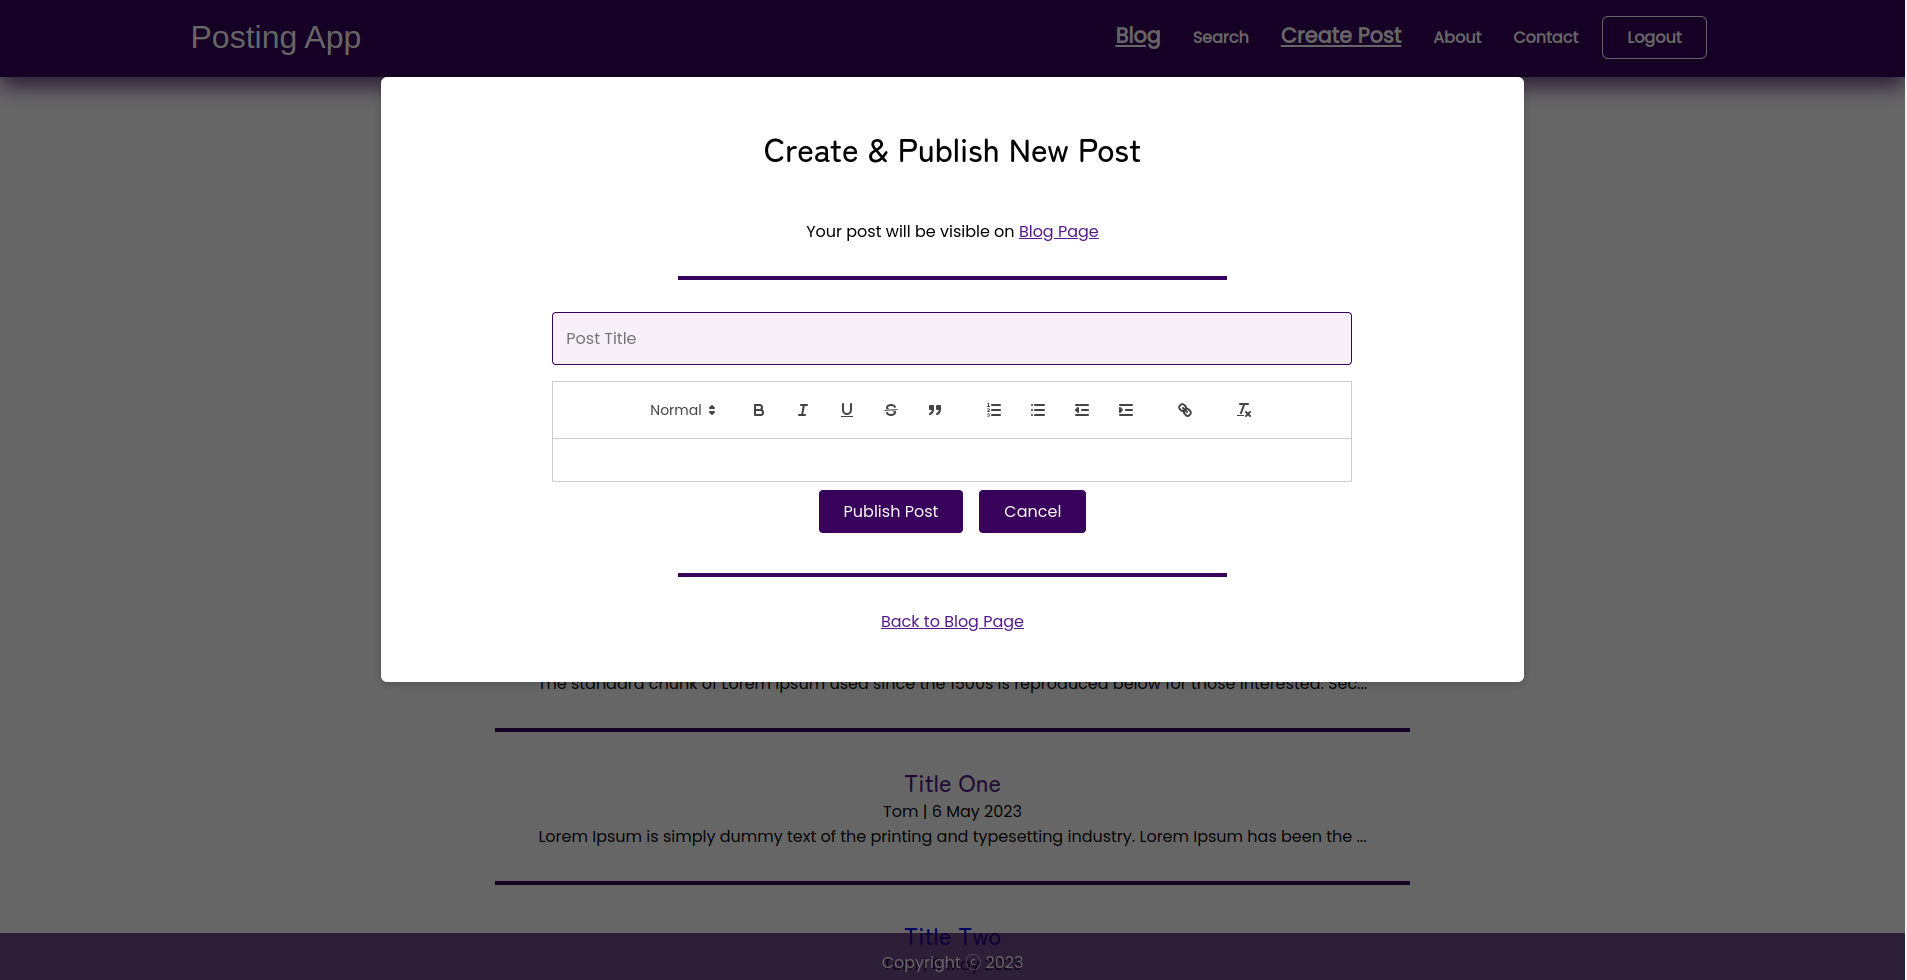 Posting App
Blog Search Create Post About Contact Logout
Create & Publish New Post
Your post will be visible on Blog Page
Post Title
Normal
Publish Post Cancel
Back to Blog Page
The standard chunk of Lorem Ipsum used since the 1500s is reproduced below for those interested. Sec...
Title One
Tom | 6 May 2023
Lorem Ipsum is simply dummy text of the printing and typesetting industry. Lorem Ipsum has been the ...
Title Two
Copyright © 2023